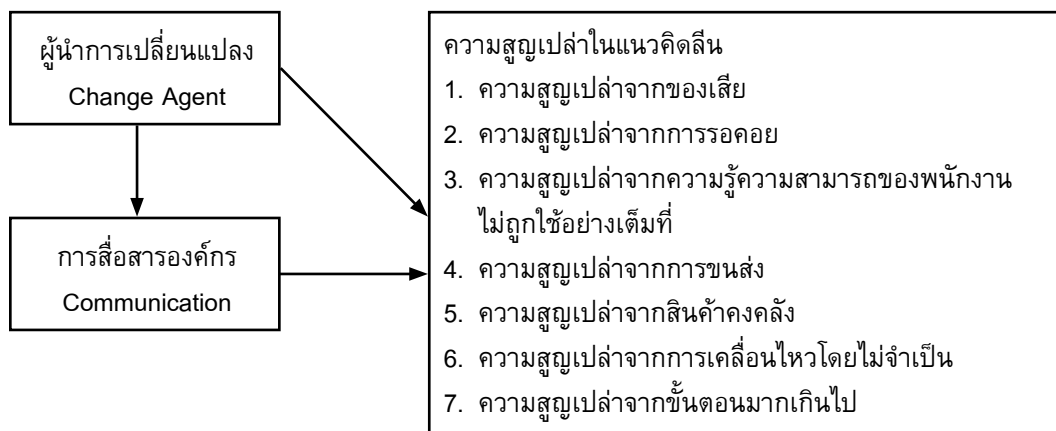 ผู้นำการเปลี่ยนแปลง
Change Agent
การสื่อสารองค์กร
Communication
ความสูญเปล่าในแนวคิดลีน
1. ความสูญเปล่าจากของเสีย
2. ความสูญเปล่าจากการรอคอย
3. ความสูญเปล่าจากความรู้ความสามารถของพนักงาน
ไม่ถูกใช้อย่างเต็มที่
4. ความสูญเปล่าจากการขนส่ง
5. ความสูญเปล่าจากสินค้าคงคลัง
6. ความสูญเปล่าจากการเคลื่อนไหวโดยไม่จำเป็น
7. ความสูญเปล่าจากขั้นตอนมากเกินไป